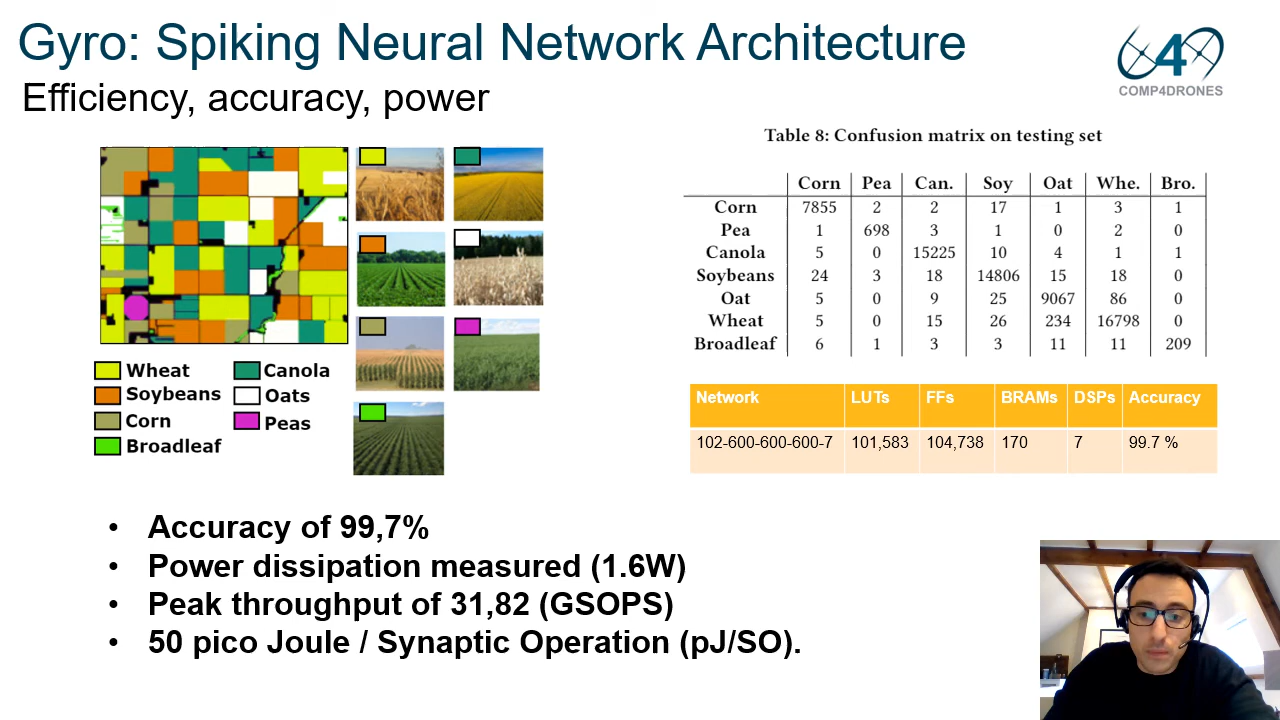 Gyro: Spiking Neural Network Architecture
Efficiency, accuracy, power
C4D
COMP4DRONES
Wheat Canola
Soybeans Oats
Corn Peas
Broadleaf
Table 8: Confusion matrix on testing set
Corn Pea Can. Soy Oat Whe. Bro.
Corn 7855 2 2 17 1 3 1
Pea 1 698 3 1 0 2 0
Canola 5 0 15225 10 4 1 1
Soybeans 24 3 18 14806 15 18 0
Oat 5 0 9 25 9067 86 0
Wheat 5 0 15 26 234 16798 0
Broadleaf 6 1 3 3 11 11 209
Network LUTs FFs BRAMs DSPs Accuracy
102-600-600-600-7 101,583 104,738 170 7 99.7 %
• Accuracy of 99,7%
• Power dissipation measured (1.6W)
• Peak throughput of 31,82 (GSOPS)
• 50 pico Joule / Synaptic Operation (pJ/SO).